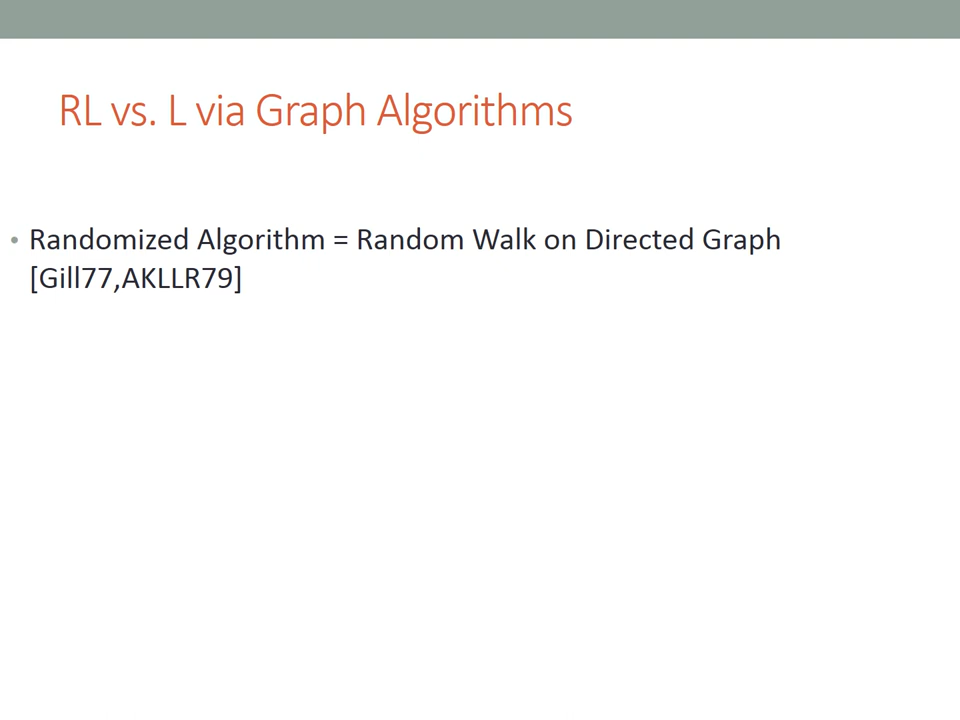 RL vs. L via Graph Algorithms
• Randomized Algorithm = Random Walk on Directed Graph
[Gill77,AKLLR79]